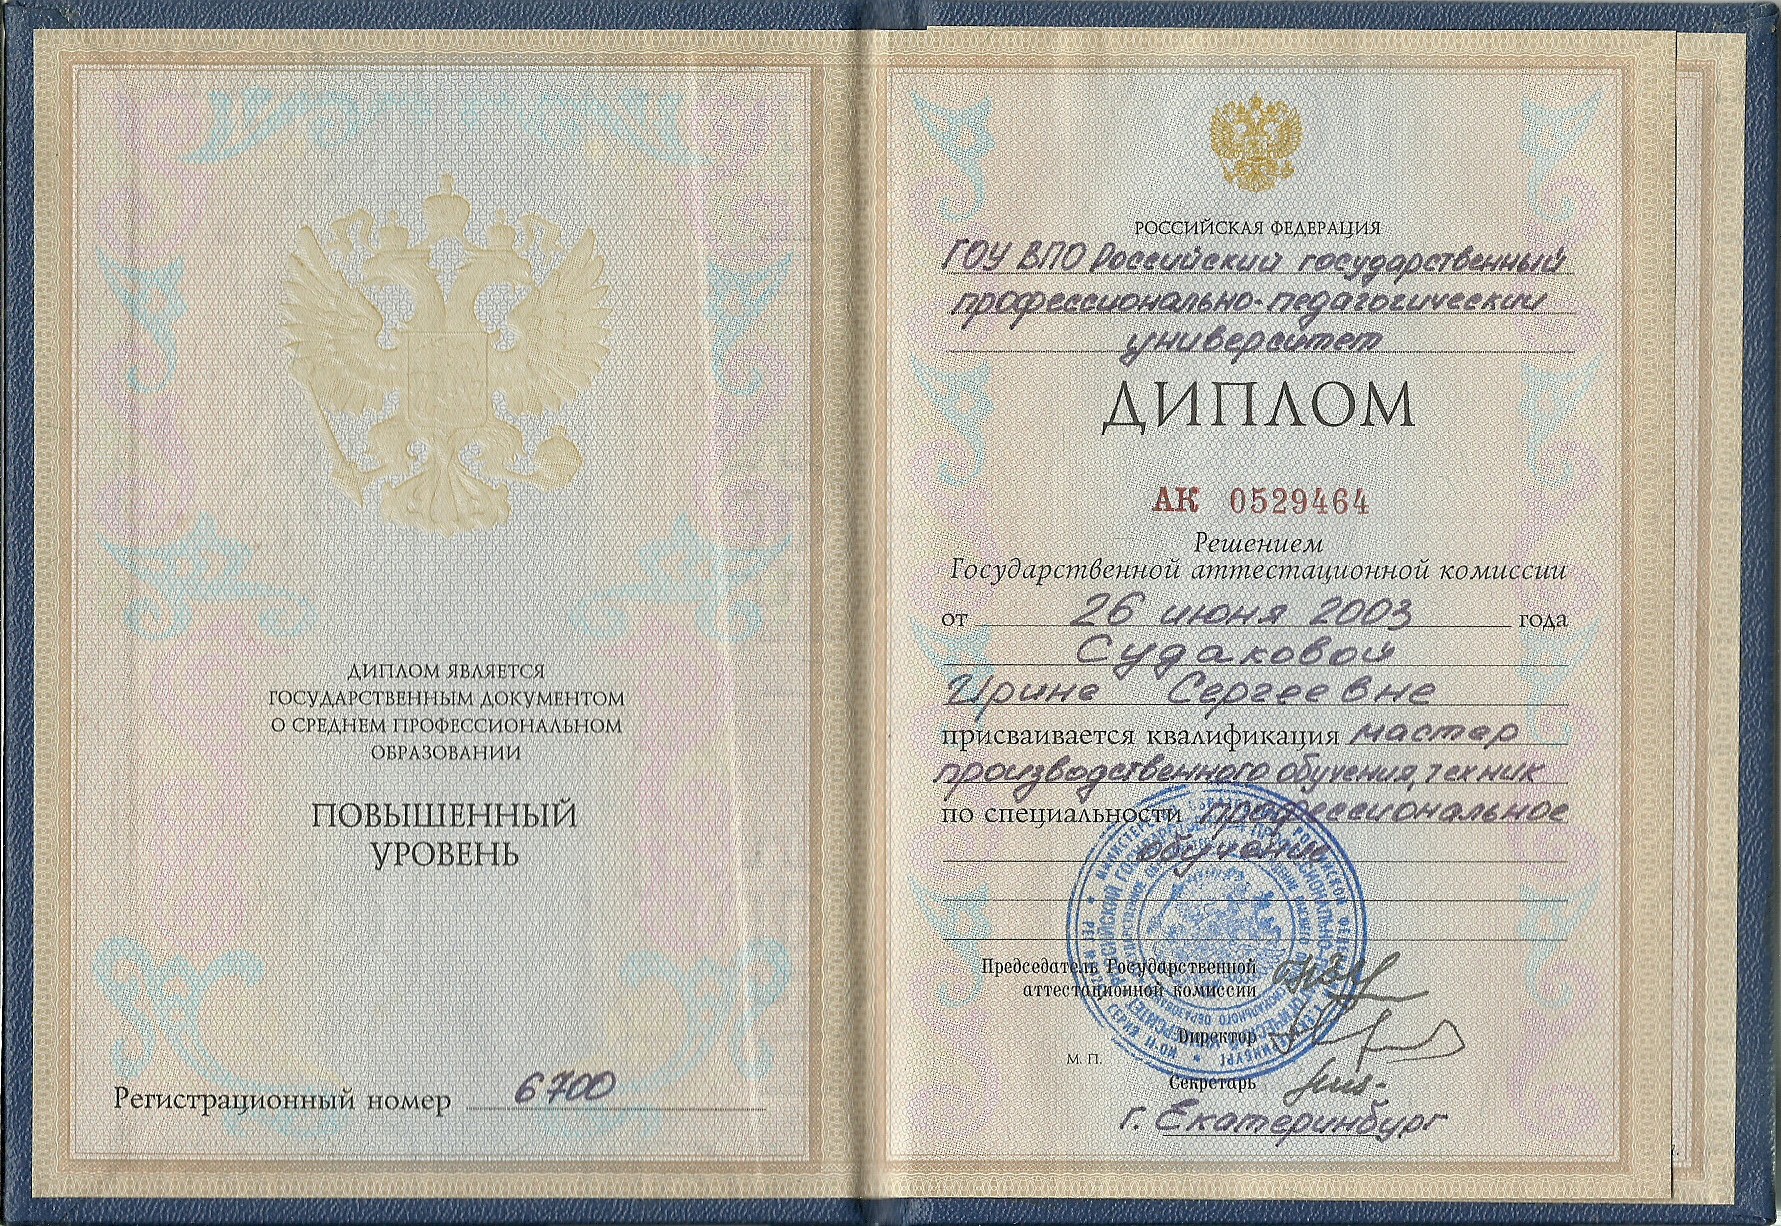 ДИПЛОМ ЯВЛЯЕТСЯ
ГОСУДАРСТВЕННЫМ ДОКУМЕНТОМ
О СРЕДНЕМ ПРОФЕССИОНАЛЬНОМ
ОБРАЗОВАНИИ
ПОВЫШЕННЫЙ
УРОВЕНЬ
Регистрационный номер 6700
РОССИЙСКАЯ ФЕДЕРАЦИЯ
ГОУ ВПО Российский государственный
профессионально-педагогический
университет
ДИПЛОМ
АК 0529464
Решением
Государственной аттестационной комиссии
от 26 июня 2003 года
Судаковой
Ирине Сергеевне
присваивается квалификация мастер
производственного обучения, техник
по специальности профессиональное
обучение
Председатель Государственной
аттестационной комиссии
Директор
М. П.
Секретарь
г. Екатеринбург